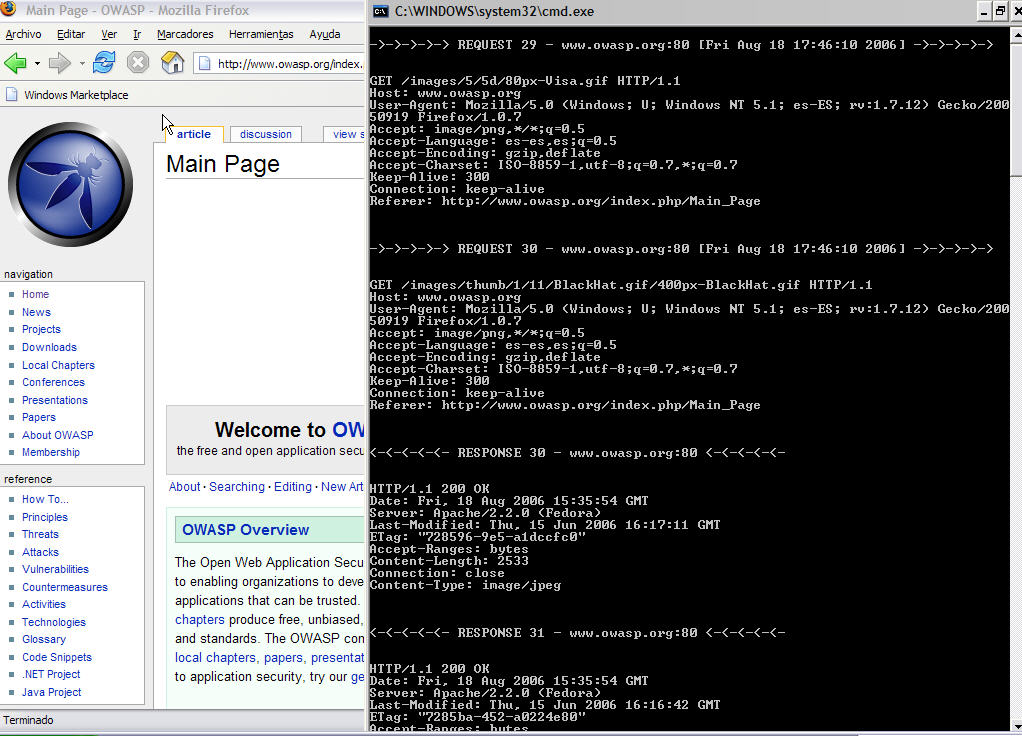 Main Page - OWASP - Mozilla Firefox
Archivo Editar Ver Ir Marcadores Herramientas Ayuda
http://www.owasp.org/index.
Windows Marketplace
article discussion view s
Main Page
navigation
Home
News
Projects
Downloads
Local Chapters
Conferences
Presentations
Papers
About OWASP
Membership
reference
How To...
Principles
Threats
Attacks
Vulnerabilities
Countermeasures
Activities
Technologies
Glossary
Code Snippets
.NET Project
Java Project
Welcome to OW
the free and open application secu
About · Searching · Editing · New Art
OWASP Overview
The Open Web Application Secu
to enabling organizations to deve
applications that can be trusted.
chapters produce free, unbiased,
and standards. The OWASP con
local chapters, papers, presentat
to application security, try our ge
Terminado
C:\WINDOWS\system32\cmd.exe
->->->->-> REQUEST 29 - www.owasp.org:80 [Fri Aug 18 17:46:10 2006] ->->->->->
GET /images/5/5d/80px-Visa.gif HTTP/1.1
Host: www.owasp.org
User-Agent: Mozilla/5.0 (Windows; U; Windows NT 5.1; es-ES; rv:1.7.12) Gecko/200
50919 Firefox/1.0.7
Accept: image/png,*/*;q=0.5
Accept-Language: es-es,es;q=0.5
Accept-Encoding: gzip,deflate
Accept-Charset: ISO-8859-1,utf-8;q=0.7,*;q=0.7
Keep-Alive: 300
Connection: keep-alive
Referer: http://www.owasp.org/index.php/Main_Page
->->->->-> REQUEST 30 - www.owasp.org:80 [Fri Aug 18 17:46:10 2006] ->->->->->
GET /images/thumb/1/11/BlackHat.gif/400px-BlackHat.gif HTTP/1.1
Host: www.owasp.org
User-Agent: Mozilla/5.0 (Windows; U; Windows NT 5.1; es-ES; rv:1.7.12) Gecko/200
50919 Firefox/1.0.7
Accept: image/png,*/*;q=0.5
Accept-Language: es-es,es;q=0.5
Accept-Encoding: gzip,deflate
Accept-Charset: ISO-8859-1,utf-8;q=0.7,*;q=0.7
Keep-Alive: 300
Connection: keep-alive
Referer: http://www.owasp.org/index.php/Main_Page
<-<-<-<-<- RESPONSE 30 - www.owasp.org:80 <-<-<-<-<-
HTTP/1.1 200 OK
Date: Fri, 18 Aug 2006 15:35:54 GMT
Server: Apache/2.2.0 (Fedora)
Last-Modified: Thu, 15 Jun 2006 16:17:11 GMT
ETag: "728596-9e5-a1dccfc0"
Accept-Ranges: bytes
Content-Length: 2533
Connection: close
Content-Type: image/jpeg
<-<-<-<-<- RESPONSE 31 - www.owasp.org:80 <-<-<-<-<-
HTTP/1.1 200 OK
Date: Fri, 18 Aug 2006 15:35:54 GMT
Server: Apache/2.2.0 (Fedora)
Last-Modified: Thu, 15 Jun 2006 16:16:42 GMT
ETag: "7285ba-452-a0224e80"
Accept-Ranges: bytes